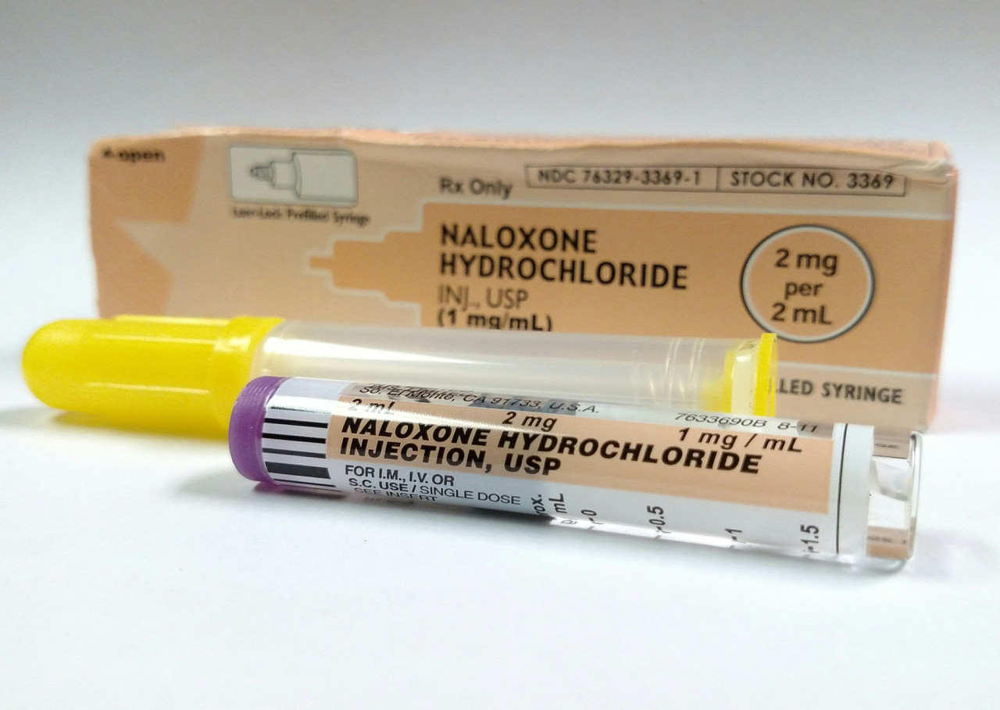 open
Luer-Lock Prefilled Syringe
Rx Only
NDC 76329-3369-1 STOCK NO. 3369
NALOXONE
HYDROCHLORIDE
INJ., USP
(1 mg/mL)
2 mg
per
2 mL
LLED SYRINGE
So. El Monte, CA 91733, U.S.A.
7633690B 8-11
2 mL 2 mg 1 mg / mL
NALOXONE HYDROCHLORIDE
INJECTION, USP
FOR I.M., I.V. OR
S.C. USE / SINGLE DOSE
SEE INSERT
ox.
mL
0
0.5
1
1.5